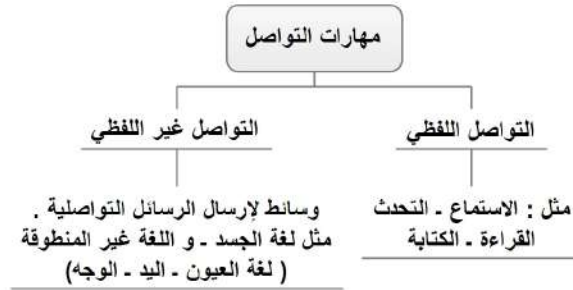 مهارات التواصل
التواصل اللفظي
التواصل غير اللفظي
مثل : الاستماع - التحدث
القراءة - الكتابة
وسائط لإرسال الرسائل التواصلية .
مثل لغة الجسد - و اللغة غير المنطوقة
( لغة العيون - اليد - الوجه)